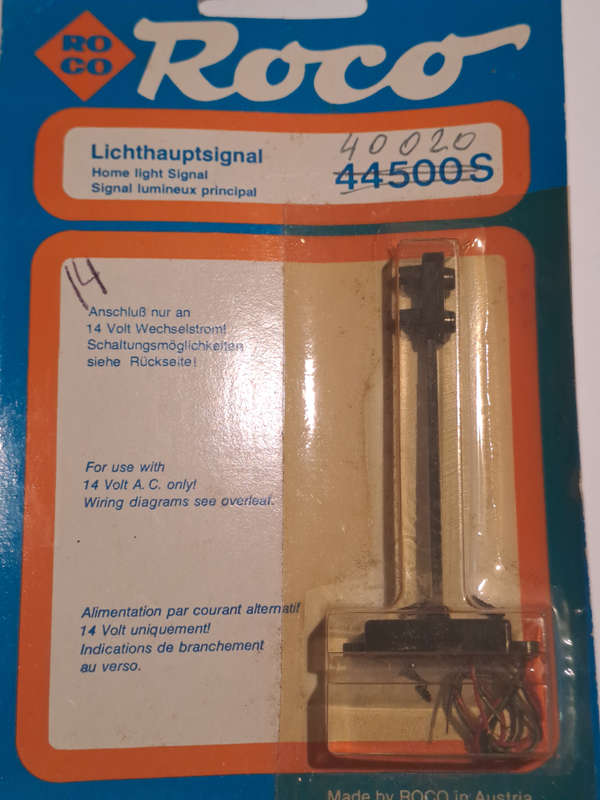 RO
CO
Roco
40020
Lichthauptsignal
44500S
Home light Signal
Signal lumineux principal
14
Anschluß nur an
14 Volt Wechselstrom!
Schaltungsmöglichkeiten
siehe Rückseite!
For use with
14 Volt A.C. only!
Wiring diagrams see overleaf.
Alimentation par courant alternatif
14 Volt uniquement!
Indications de branchement
au verso.
Made by ROCO in Austria